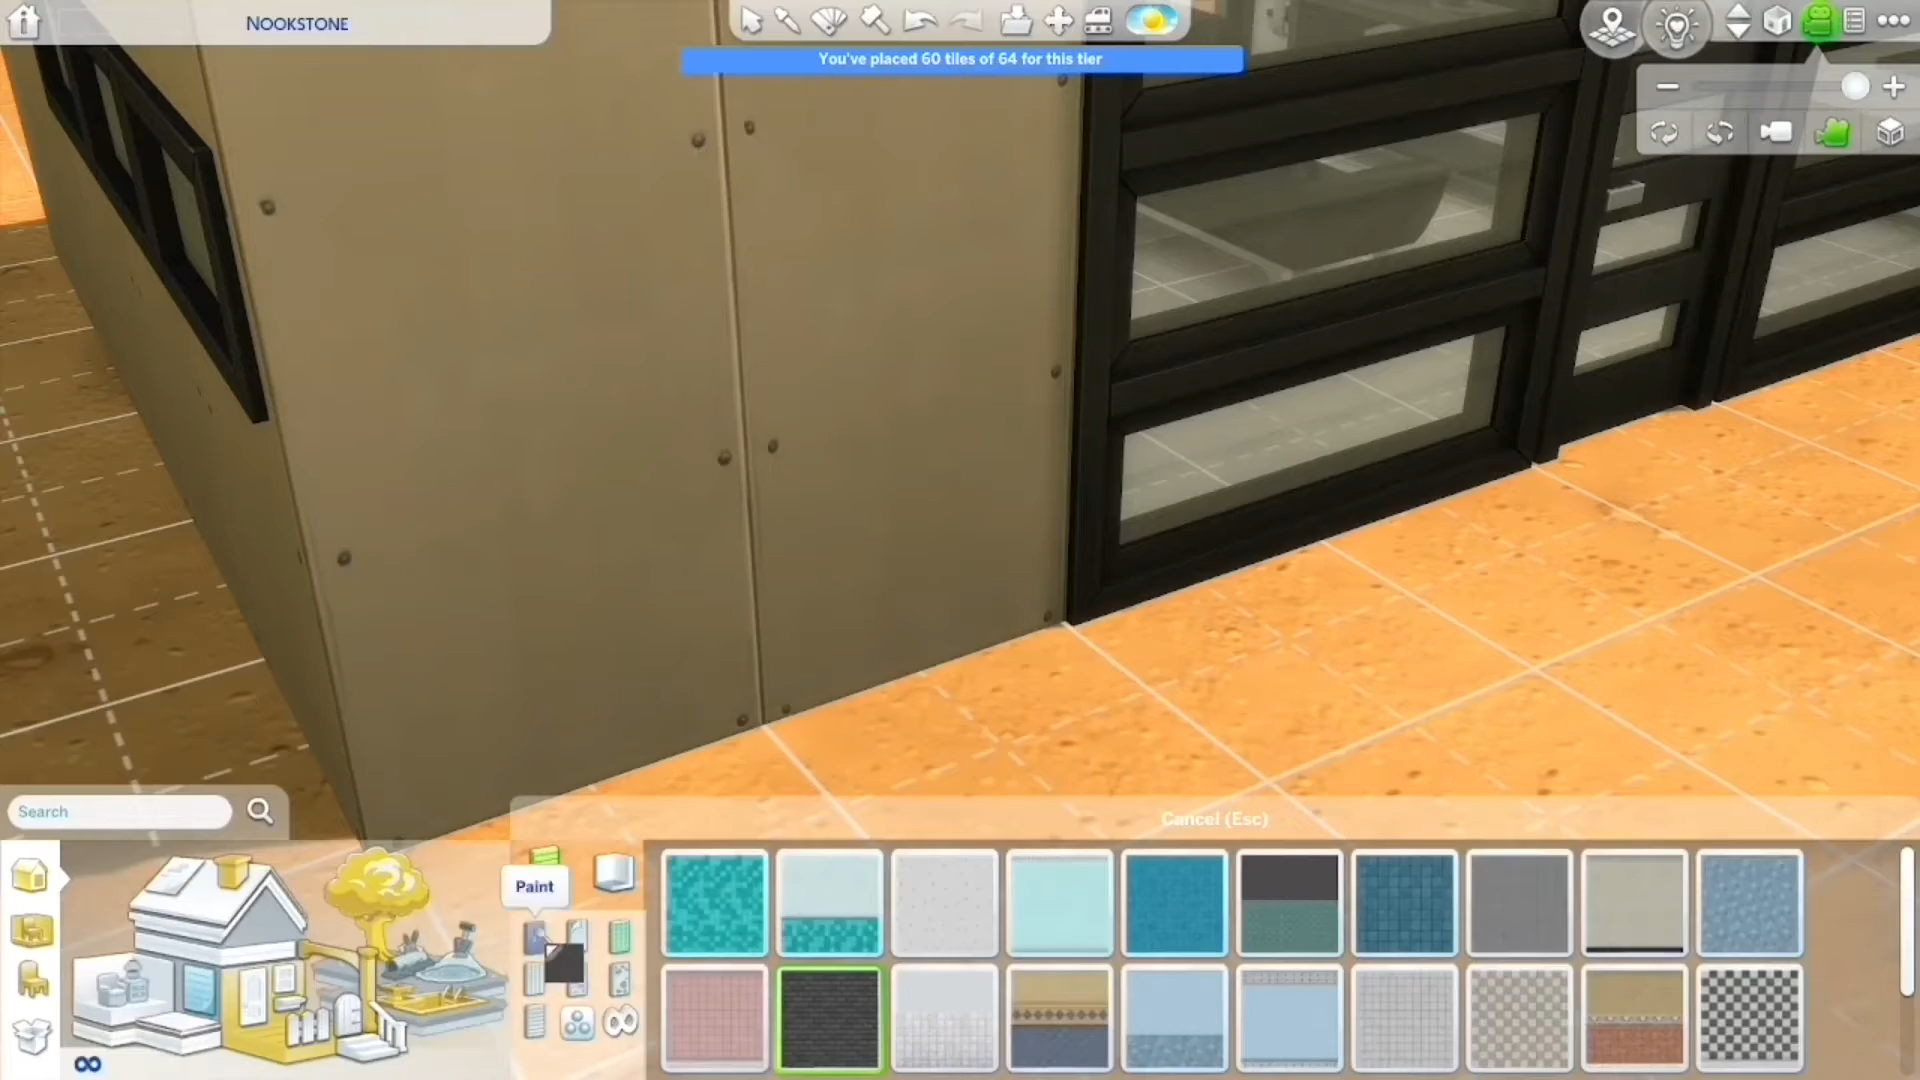 NOOKSTONE
You've placed 60 tiles of 64 for this tier
Search
Cancel (Esc)
Paint